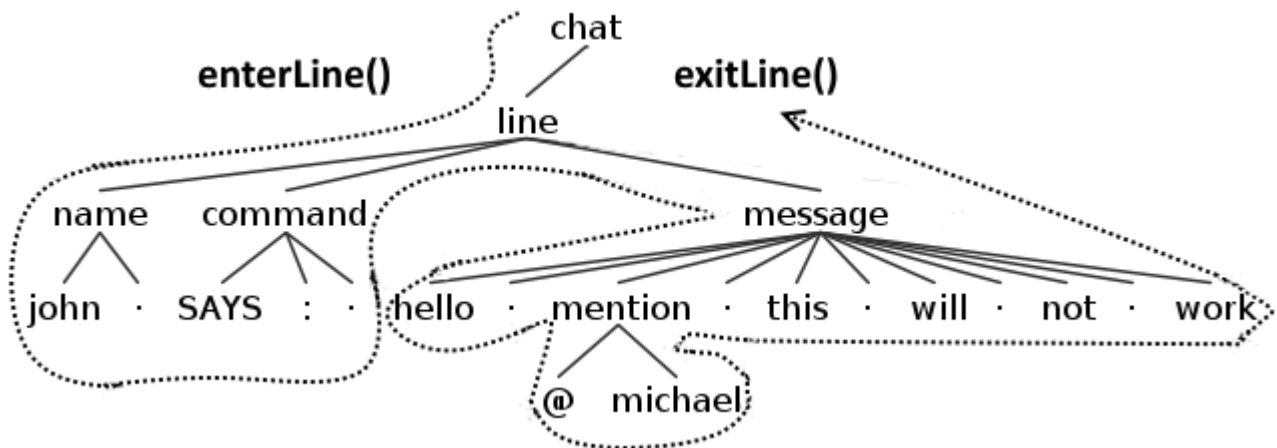 chat
enterLine() exitLine()
line
name command message
john · SAYS : · hello · mention · this · will · not · work
@ michael